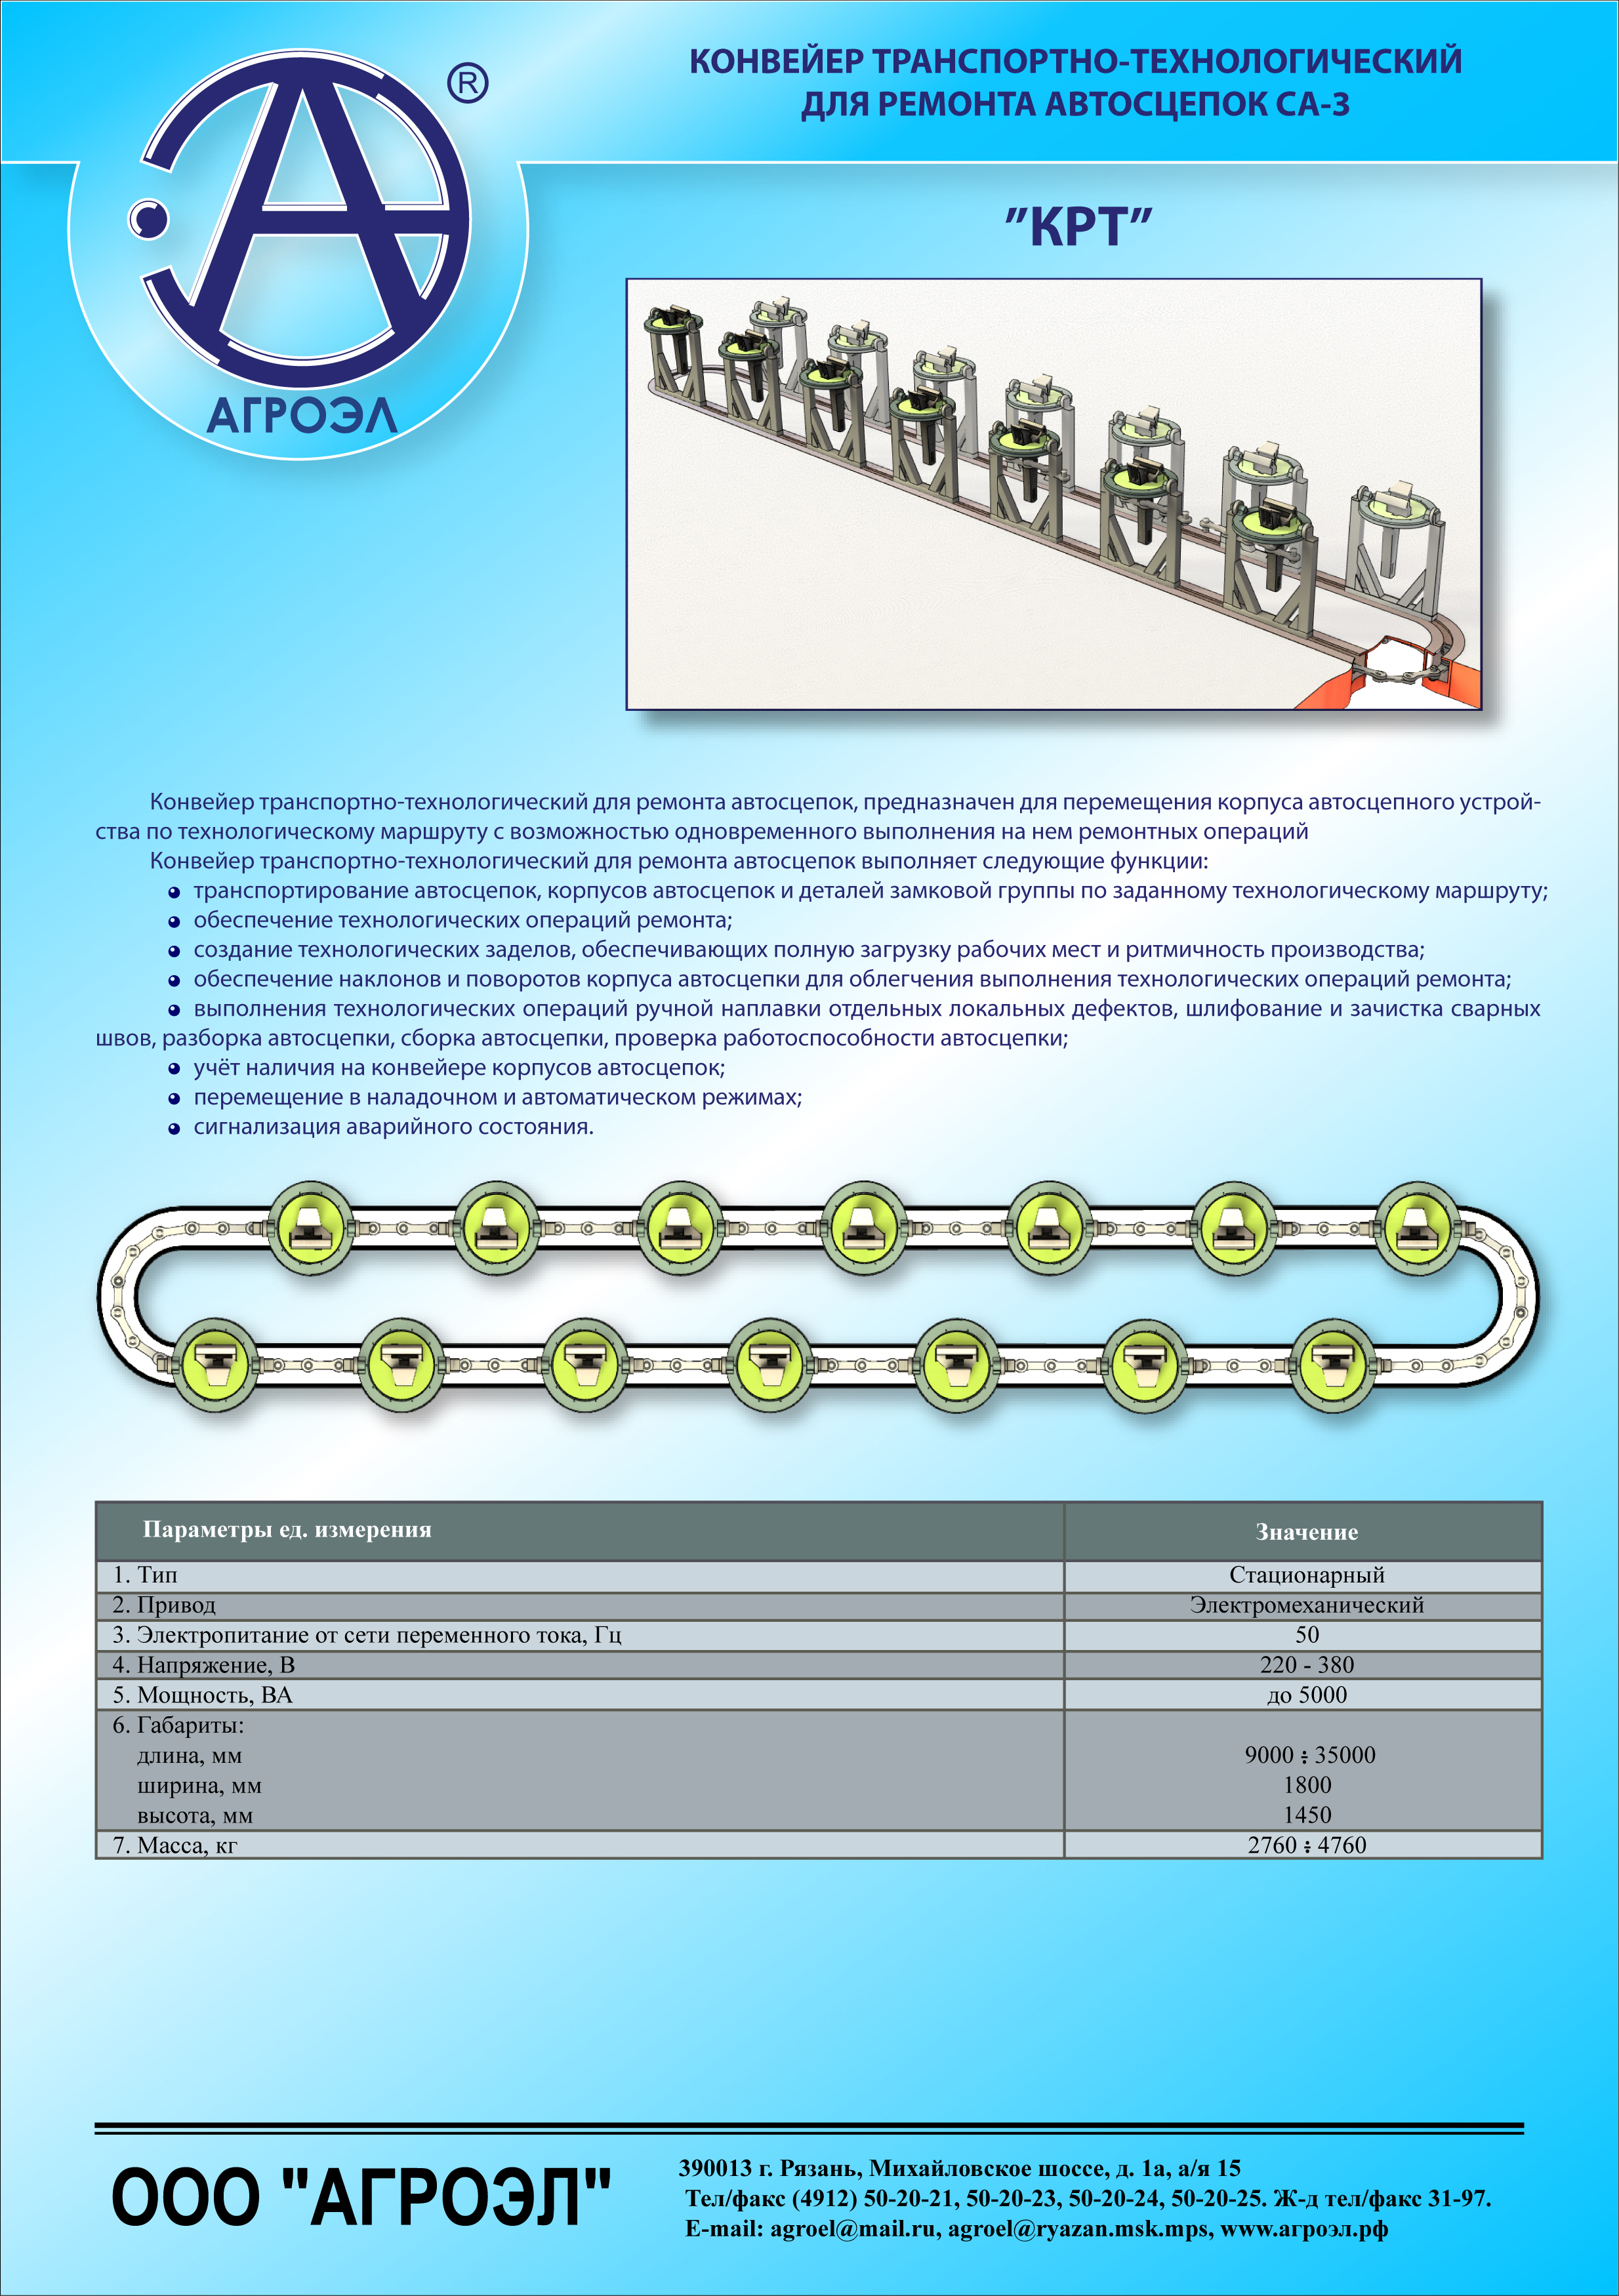 КОНВЕЙЕР ТРАНСПОРТНО-ТЕХНОЛОГИЧЕСКИЙ
ДЛЯ РЕМОНТА АВТОСЦЕПОК СА-3
®
АГРОЭЛ
"КРТ"
Конвейер транспортно-технологический для ремонта автосцепок, предназначен для перемещения корпуса автосцепного устрой-
ства по технологическому маршруту с возможностью одновременного выполнения на нем ремонтных операций
Конвейер транспортно-технологический для ремонта автосцепок выполняет следующие функции:
транспортирование автосцепок, корпусов автосцепок и деталей замковой группы по заданному технологическому маршруту;
обеспечение технологических операций ремонта;
создание технологических заделов, обеспечивающих полную загрузку рабочих мест и ритмичность производства;
обеспечение наклонов и поворотов корпуса автосцепки для облегчения выполнения технологических операций ремонта;
выполнения технологических операций ручной наплавки отдельных локальных дефектов, шлифование и зачистка сварных
швов, разборка автосцепки, сборка автосцепки, проверка работоспособности автосцепки;
учёт наличия на конвейере корпусов автосцепок;
перемещение в наладочном и автоматическом режимах;
сигнализация аварийного состояния.
Параметры ед. измерения Значение
1. Тип Стационарный
2. Привод Электромеханический
3. Электропитание от сети переменного тока, Гц 50
4. Напряжение, В 220 - 380
5. Мощность, ВА до 5000
6. Габариты:
длина, мм 9000 ÷ 35000
ширина, мм 1800
высота, мм 1450
7. Масса, кг 2760 ÷ 4760
ООО "АГРОЭЛ"
390013 г. Рязань, Михайловское шоссе, д. 1а, а/я 15
Тел/факс (4912) 50-20-21, 50-20-23, 50-20-24, 50-20-25. Ж-д тел/факс 31-97.
E-mail: agroel@mail.ru, agroel@ryazan.msk.mps, www.агроэл.рф